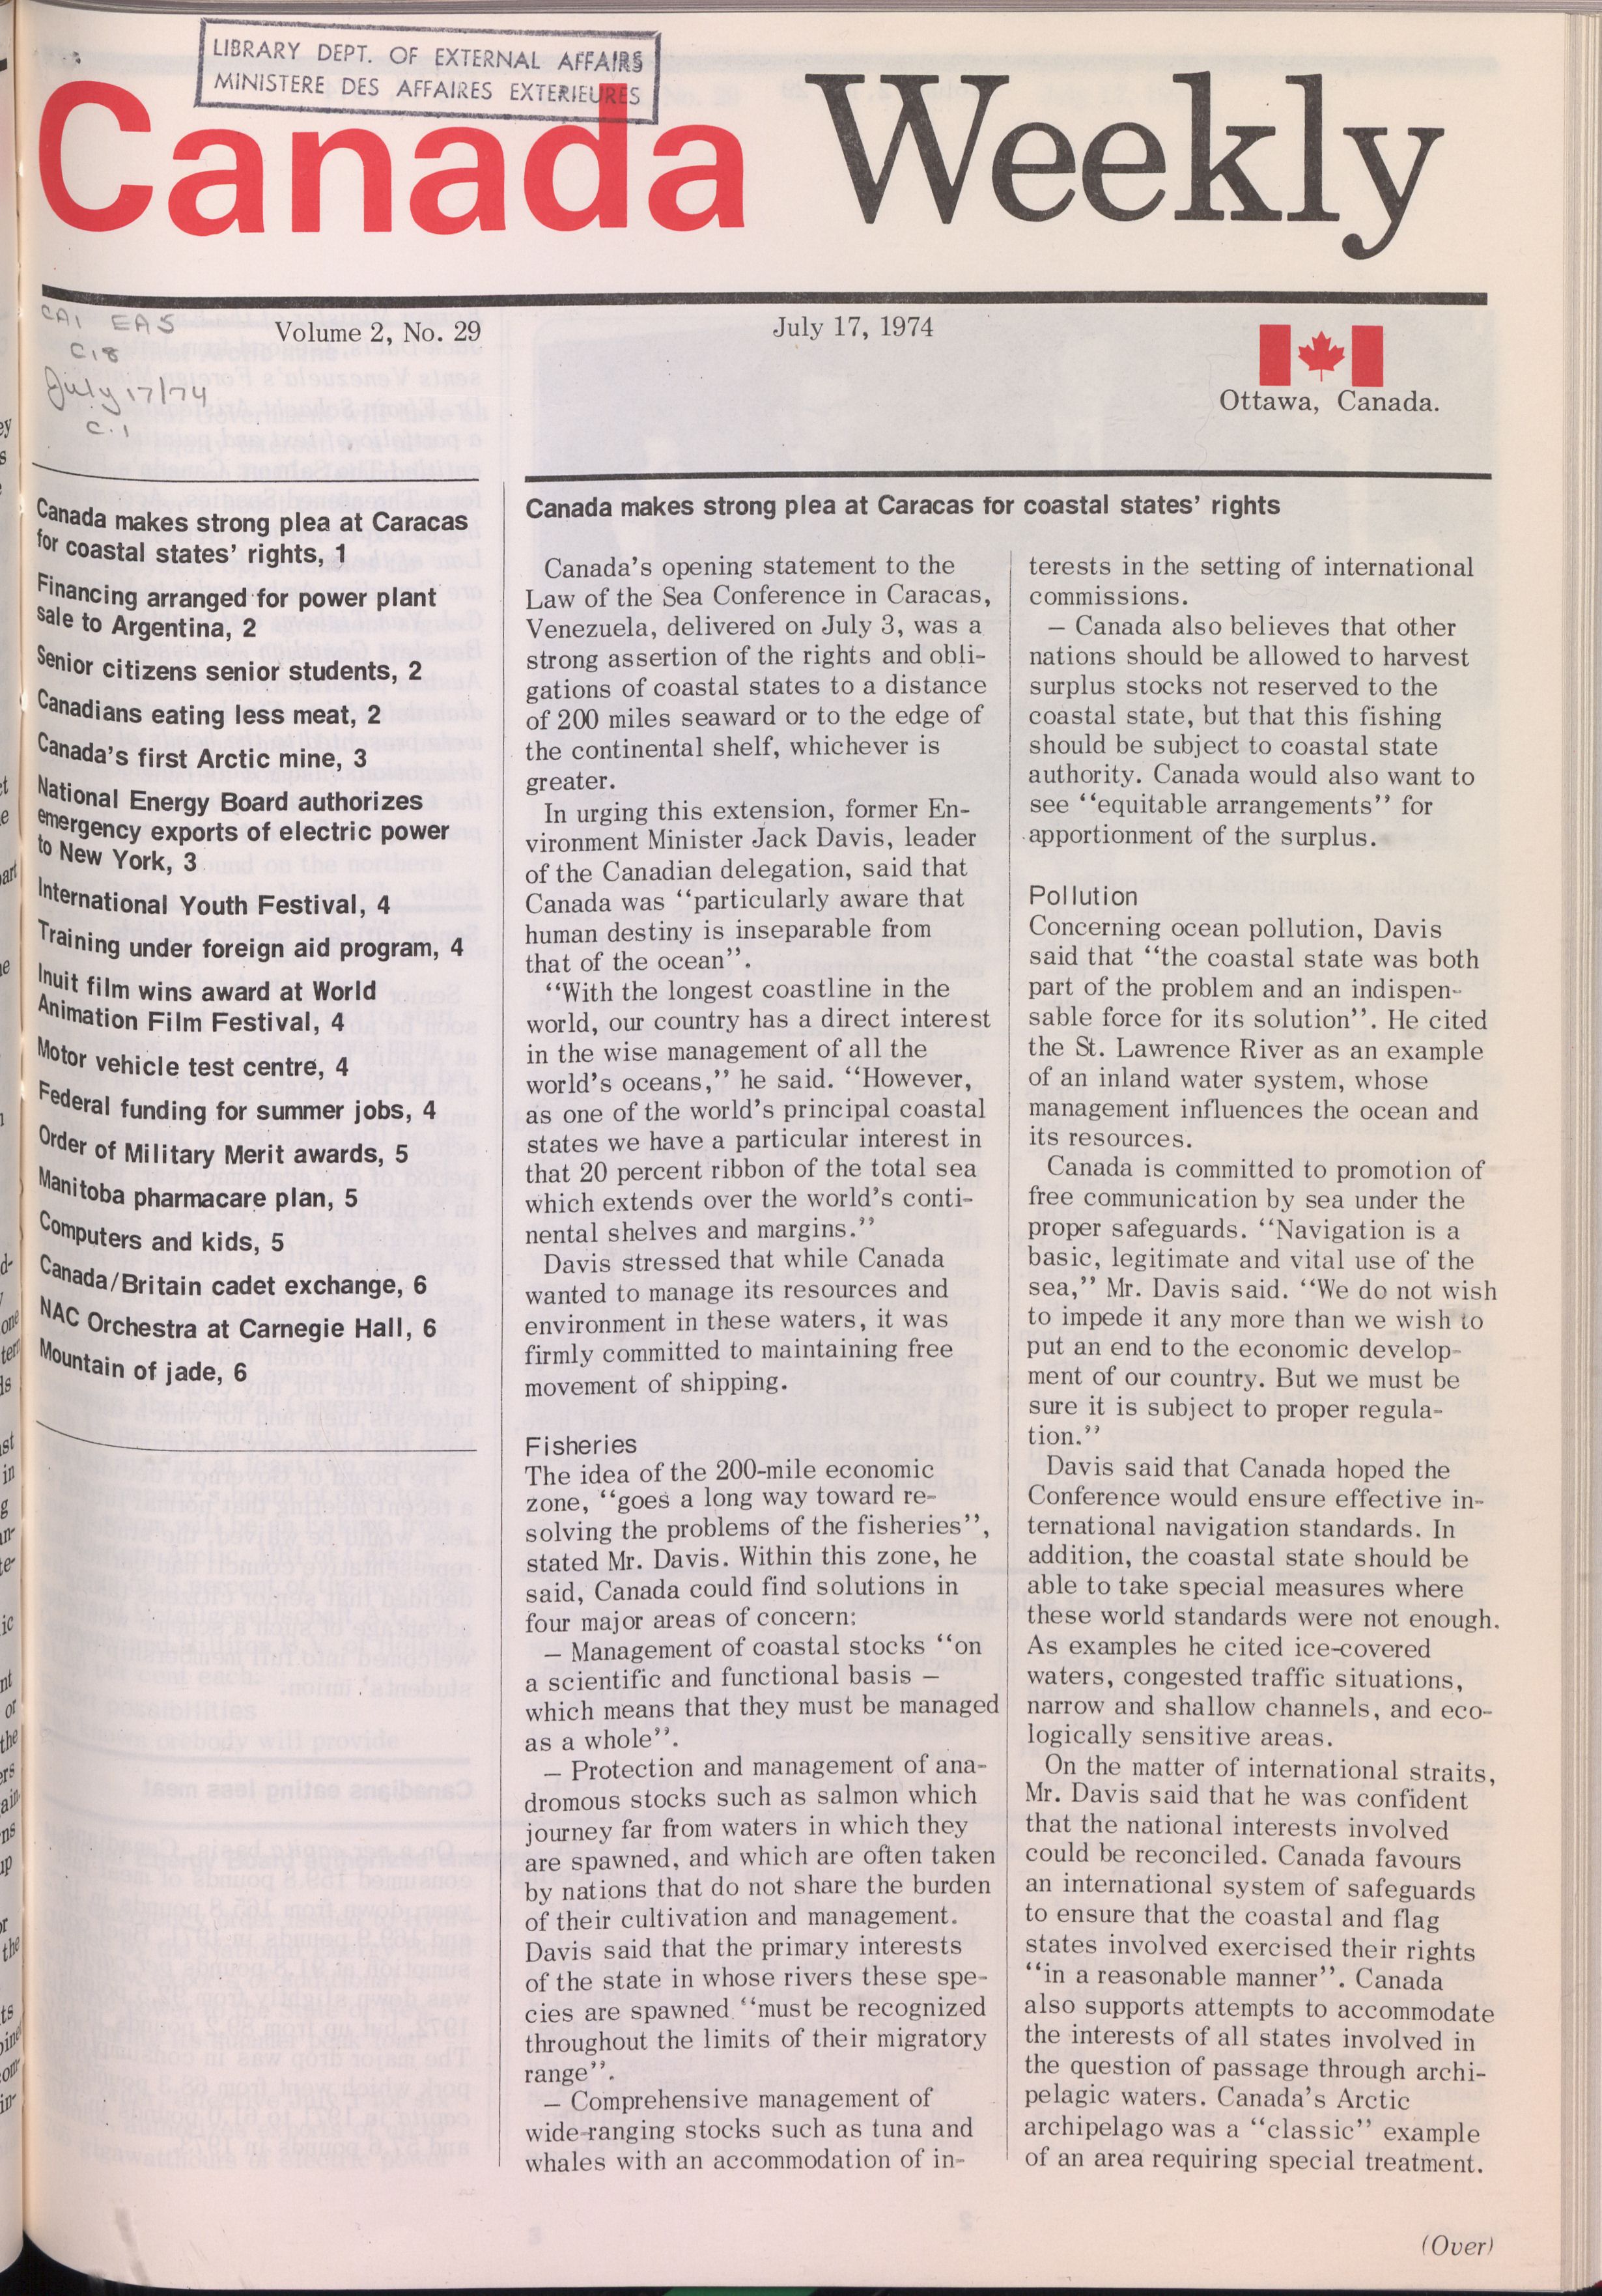 LIBRARY DEPT. OF EXTERNAL AFFAIRS
MINISTERE DES AFFAIRES EXTERIEURES
Canada Weekly
CA1 EA5
C18
July 17/74
C.1
Volume 2, No. 29
July 17, 1974
Ottawa, Canada.
Canada makes strong plea at Caracas
for coastal states' rights, 1
Financing arranged for power plant
sale to Argentina, 2
Senior citizens senior students, 2
Canadians eating less meat, 2
Canada's first Arctic mine, 3
National Energy Board authorizes
emergency exports of electric power
to New York, 3
International Youth Festival, 4
Training under foreign aid program, 4
Inuit film wins award at World
Animation Film Festival, 4
Motor vehicle test centre, 4
Federal funding for summer jobs, 4
Order of Military Merit awards, 5
Manitoba pharmacare plan, 5
Computers and kids, 5
Canada/Britain cadet exchange, 6
NAC Orchestra at Carnegie Hall, 6
Mountain of jade, 6
Canada makes strong plea at Caracas for coastal states' rights
Canada's opening statement to the
Law of the Sea Conference in Caracas,
Venezuela, delivered on July 3, was a
strong assertion of the rights and obli-
gations of coastal states to a distance
of 200 miles seaward or to the edge of
the continental shelf, whichever is
greater.
In urging this extension, former En-
vironment Minister Jack Davis, leader
of the Canadian delegation, said that
Canada was "particularly aware that
human destiny is inseparable from
that of the ocean".
"With the longest coastline in the
world, our country has a direct interest
in the wise management of all the
world's oceans," he said. "However,
as one of the world's principal coastal
states we have a particular interest in
that 20 percent ribbon of the total sea
which extends over the world's conti-
nental shelves and margins."
Davis stressed that while Canada
wanted to manage its resources and
environment in these waters, it was
firmly committed to maintaining free
movement of shipping.
Fisheries
The idea of the 200-mile economic
zone, "goes a long way toward re-
solving the problems of the fisheries",
stated Mr. Davis. Within this zone, he
said, Canada could find solutions in
four major areas of concern:
— Management of coastal stocks "on
a scientific and functional basis —
which means that they must be managed
as a whole".
— Protection and management of ana-
dromous stocks such as salmon which
journey far from waters in which they
are spawned, and which are often taken
by nations that do not share the burden
of their cultivation and management.
Davis said that the primary interests
of the state in whose rivers these spe-
cies are spawned "must be recognized
throughout the limits of their migratory
range".
— Comprehensive management of
wide-ranging stocks such as tuna and
whales with an accommodation of in-
terests in the setting of international
commissions.
— Canada also believes that other
nations should be allowed to harvest
surplus stocks not reserved to the
coastal state, but that this fishing
should be subject to coastal state
authority. Canada would also want to
see "equitable arrangements" for
apportionment of the surplus.
Pollution
Concerning ocean pollution, Davis
said that "the coastal state was both
part of the problem and an indispen-
sable force for its solution". He cited
the St. Lawrence River as an example
of an inland water system, whose
management influences the ocean and
its resources.
Canada is committed to promotion of
free communication by sea under the
proper safeguards. "Navigation is a
basic, legitimate and vital use of the
sea," Mr. Davis said. "We do not wish
to impede it any more than we wish to
put an end to the economic develop-
ment of our country. But we must be
sure it is subject to proper regula-
tion."
Davis said that Canada hoped the
Conference would ensure effective in-
ternational navigation standards. In
addition, the coastal state should be
able to take special measures where
these world standards were not enough.
As examples he cited ice-covered
waters, congested traffic situations,
narrow and shallow channels, and eco-
logically sensitive areas.
On the matter of international straits,
Mr. Davis said that he was confident
that the national interests involved
could be reconciled. Canada favours
an international system of safeguards
to ensure that the coastal and flag
states involved exercised their rights
"in a reasonable manner". Canada
also supports attempts to accommodate
the interests of all states involved in
the question of passage through archi-
pelagic waters. Canada's Arctic
archipelago was a "classic" example
of an area requiring special treatment.
(Over)